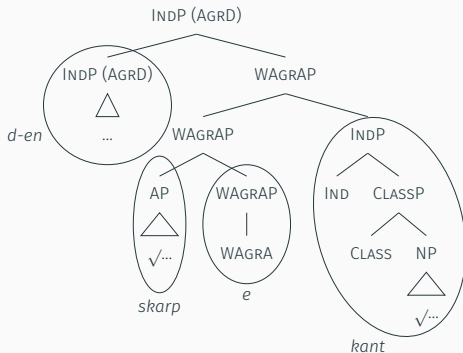 INDP (AGRD)
INDP (AGRD) WAGRAP
...
d-en WAGRAP INDP
AP WAGRAP IND CLASSP
√... WAGRA CLASS NP
skarp e √...
kant